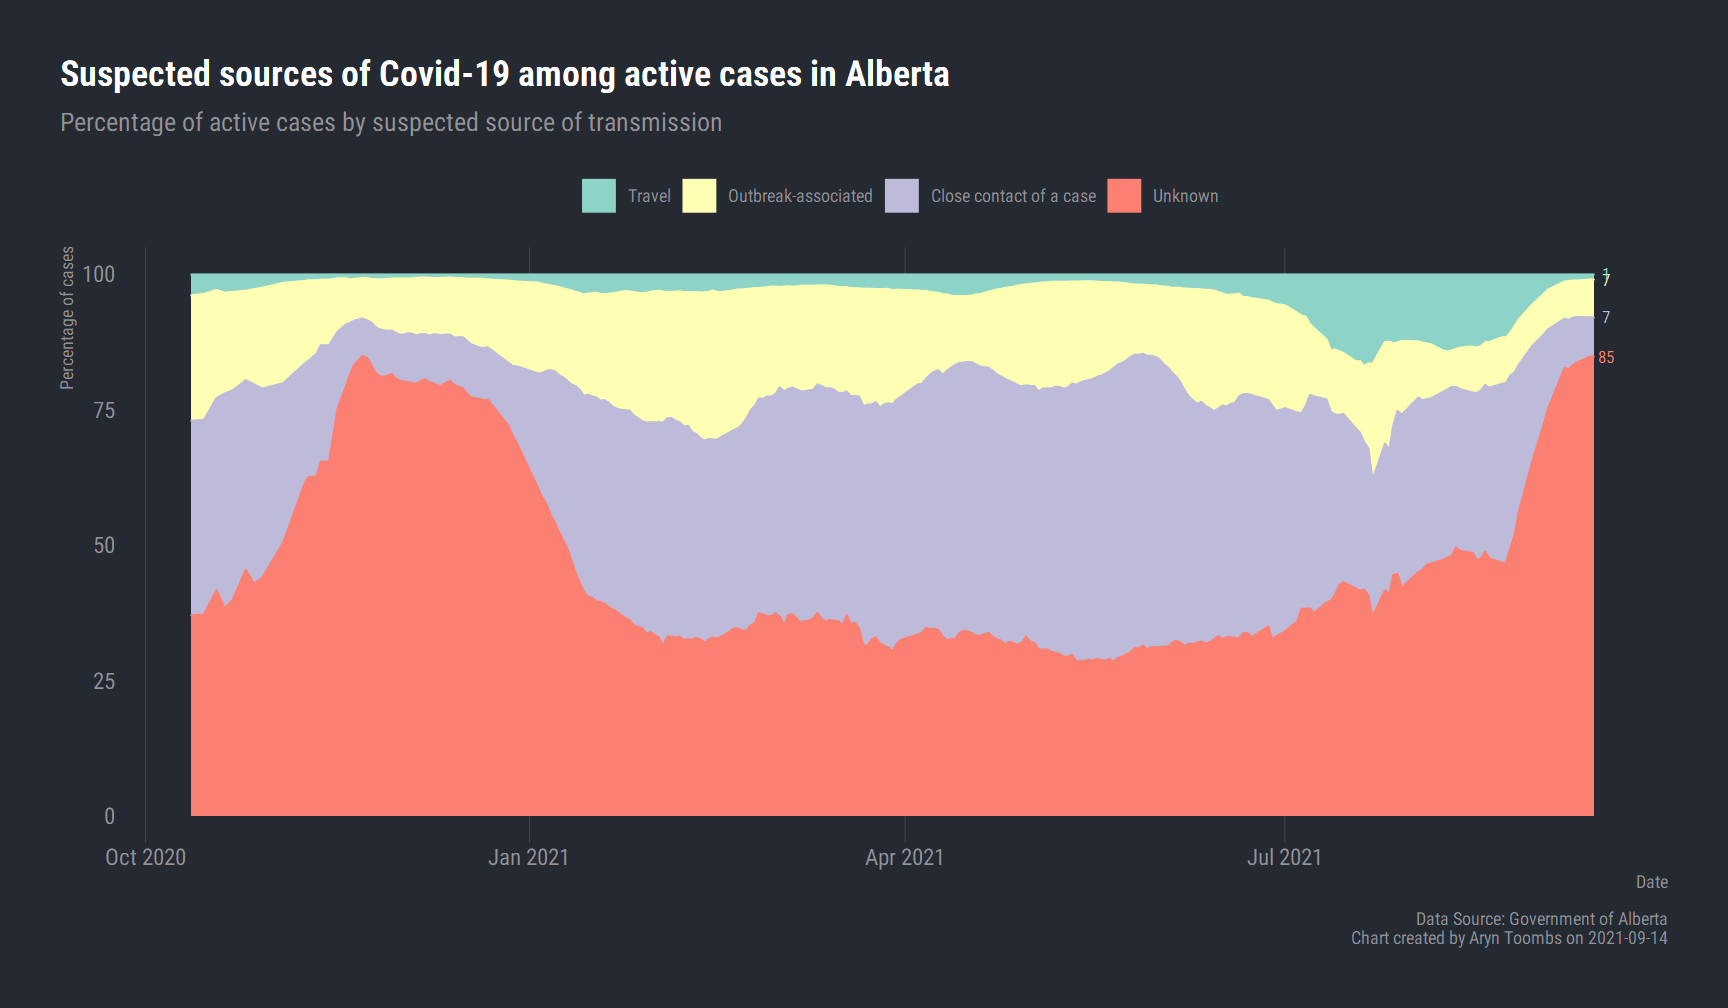 Suspected sources of Covid-19 among active cases in Alberta
Percentage of active cases by suspected source of transmission
Travel
Outbreak-associated
Close contact of a case
Unknown
Percentage of cases
100
75
50
25
0
1
7
7
85
Oct 2020
Jan 2021
Apr 2021
Jul 2021
Date
Data Source: Government of Alberta
Chart created by Aryn Toombs on 2021-09-14